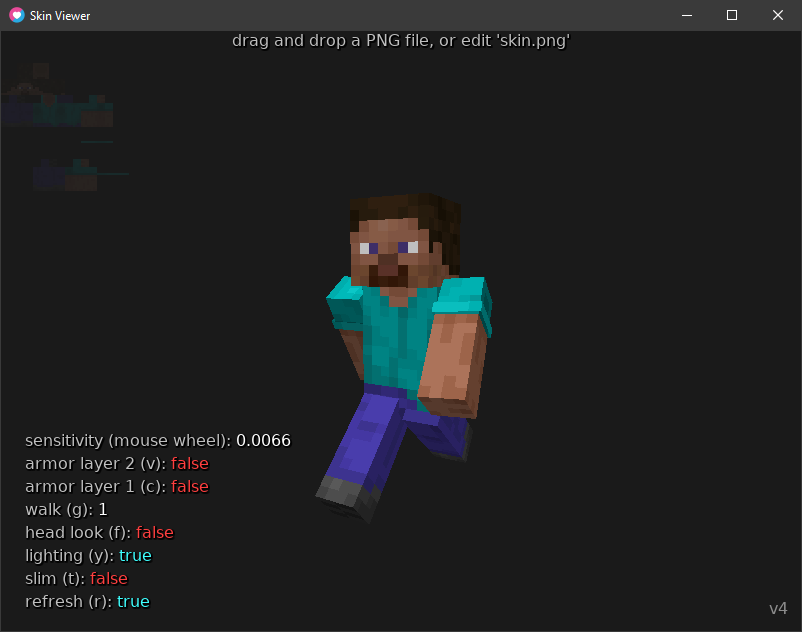 Skin Viewer
drag and drop a PNG file, or edit 'skin.png'
sensitivity (mouse wheel): 0.0066
armor layer 2 (v): false
armor layer 1 (c): false
walk (g): 1
head look (f): false
lighting (y): true
slim (t): false
refresh (r): true
v4